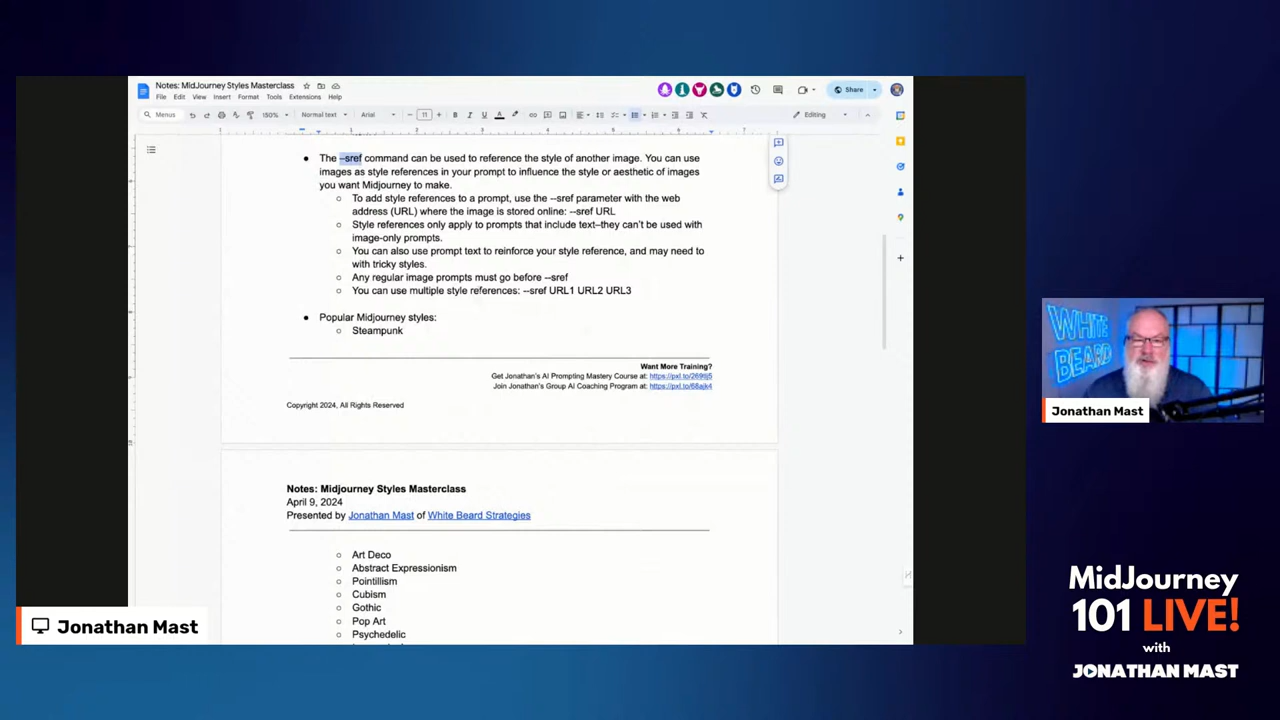 Notes: MidJourney Styles Masterclass
File Edit View Insert Format Tools Extensions Help
Share
Menus
150%
Normal text
Arial
11
Editing
The --sref command can be used to reference the style of another image. You can use
images as style references in your prompt to influence the style or aesthetic of images
you want Midjourney to make.
To add style references to a prompt, use the --sref parameter with the web
address (URL) where the image is stored online: --sref URL
Style references only apply to prompts that include text–they can't be used with
image-only prompts.
You can also use prompt text to reinforce your style reference, and may need to
with tricky styles.
Any regular image prompts must go before --sref
You can use multiple style references: --sref URL1 URL2 URL3
Popular Midjourney styles:
Steampunk
Want More Training?
Get Jonathan's AI Prompting Mastery Course at:
Join Jonathan's Group AI Coaching Program at: https://pxl.to/68ajk4
Copyright 2024, All Rights Reserved
Notes: Midjourney Styles Masterclass
April 9, 2024
Presented by Jonathan Mast of White Beard Strategies
Art Deco
Abstract Expressionism
Pointillism
Cubism
Gothic
Pop Art
Psychedelic
Jonathan Mast
WHITE
BEARD
Jonathan Mast
MidJourney
101 LIVE!
with
JONATHAN MAST